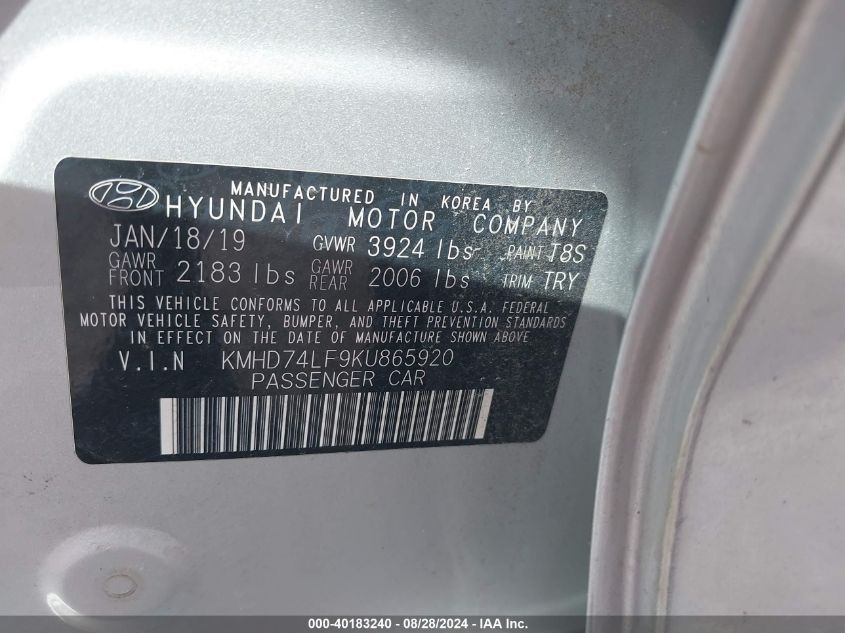 MANUFACTURED IN KOREA BY
HYUNDAI MOTOR COMPANY
JAN/18/19 GVWR 3924 lbs PAINT T8S
GAWR FRONT 2183 lbs GAWR REAR 2006 lbs TRIM TRY
THIS VEHICLE CONFORMS TO ALL APPLICABLE U.S.A. FEDERAL
MOTOR VEHICLE SAFETY, BUMPER, AND THEFT PREVENTION STANDARDS
IN EFFECT ON THE DATE OF MANUFACTURE SHOWN ABOVE
V.I.N KMHD74LF9KU865920
PASSENGER CAR
000-40183240 - 08/28/2024 - IAA, Inc.